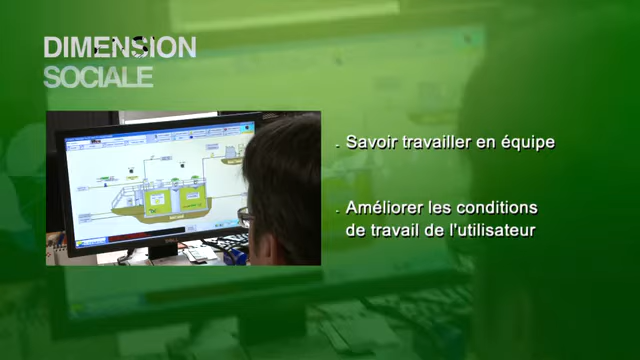 DIMENSION
SOCIALE
- Savoir travailler en équipe
- Améliorer les conditions
de travail de l'utilisateur